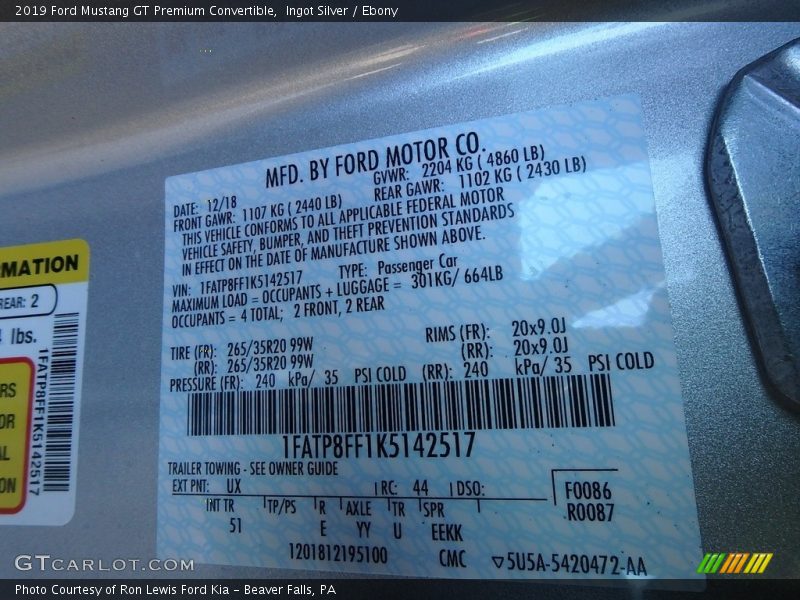 2019 Ford Mustang GT Premium Convertible,  Ingot Silver / Ebony
MFD. BY FORD MOTOR CO.
DATE: 12/18 GVWR: 2204 KG ( 4860 LB)
FRONT GAWR: 1107 KG ( 2440 LB) REAR GAWR: 1102 KG ( 2430 LB)
THIS VEHICLE CONFORMS TO ALL APPLICABLE FEDERAL MOTOR
VEHICLE SAFETY, BUMPER, AND THEFT PREVENTION STANDARDS
IN EFFECT ON THE DATE OF MANUFACTURE SHOWN ABOVE.
VIN: 1FATP8FF1K5142517 TYPE: Passenger Car
MAXIMUM LOAD = OCCUPANTS + LUGGAGE = 301KG/ 664LB
OCCUPANTS = 4 TOTAL; 2 FRONT, 2 REAR
TIRE (FR): 265/35R20 99W RIMS (FR): 20x9.0J
(RR): 265/35R20 99W (RR): 20x9.0J
PRESSURE (FR): 240 kPa/ 35 PSI COLD (RR): 240 kPa/ 35 PSI COLD
1FATP8FF1K5142517
TRAILER TOWING - SEE OWNER GUIDE
EXT PNT: UX RC: 44 DSO: F0086
INT TR TP/PS R AXLE TR SPR R0087
51 E YY U EEKK
1201812195100 CMC ▽5U5A-5420472-AA
MATION
REAR: 2
lbs.
RS
OR
AL
ON
1FATP8FF1K5142517
GTCARLOT.COM
Photo Courtesy of Ron Lewis Ford Kia - Beaver Falls, PA